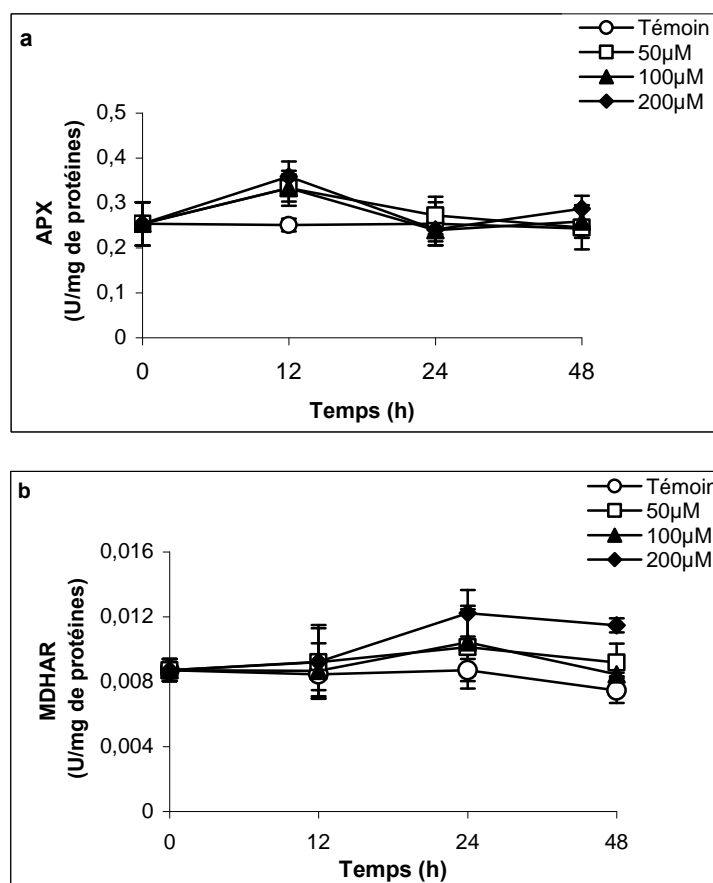 a
Témoin
50µM
100µM
200µM
APX
(U/mg de protéines)
0,5
0,4
0,3
0,2
0,1
0
0 12 24 48
Temps (h)
b
Témoin
50µM
100µM
200µM
MDHAR
(U/mg de protéines)
0,016
0,012
0,008
0,004
0
0 12 24 48
Temps (h)